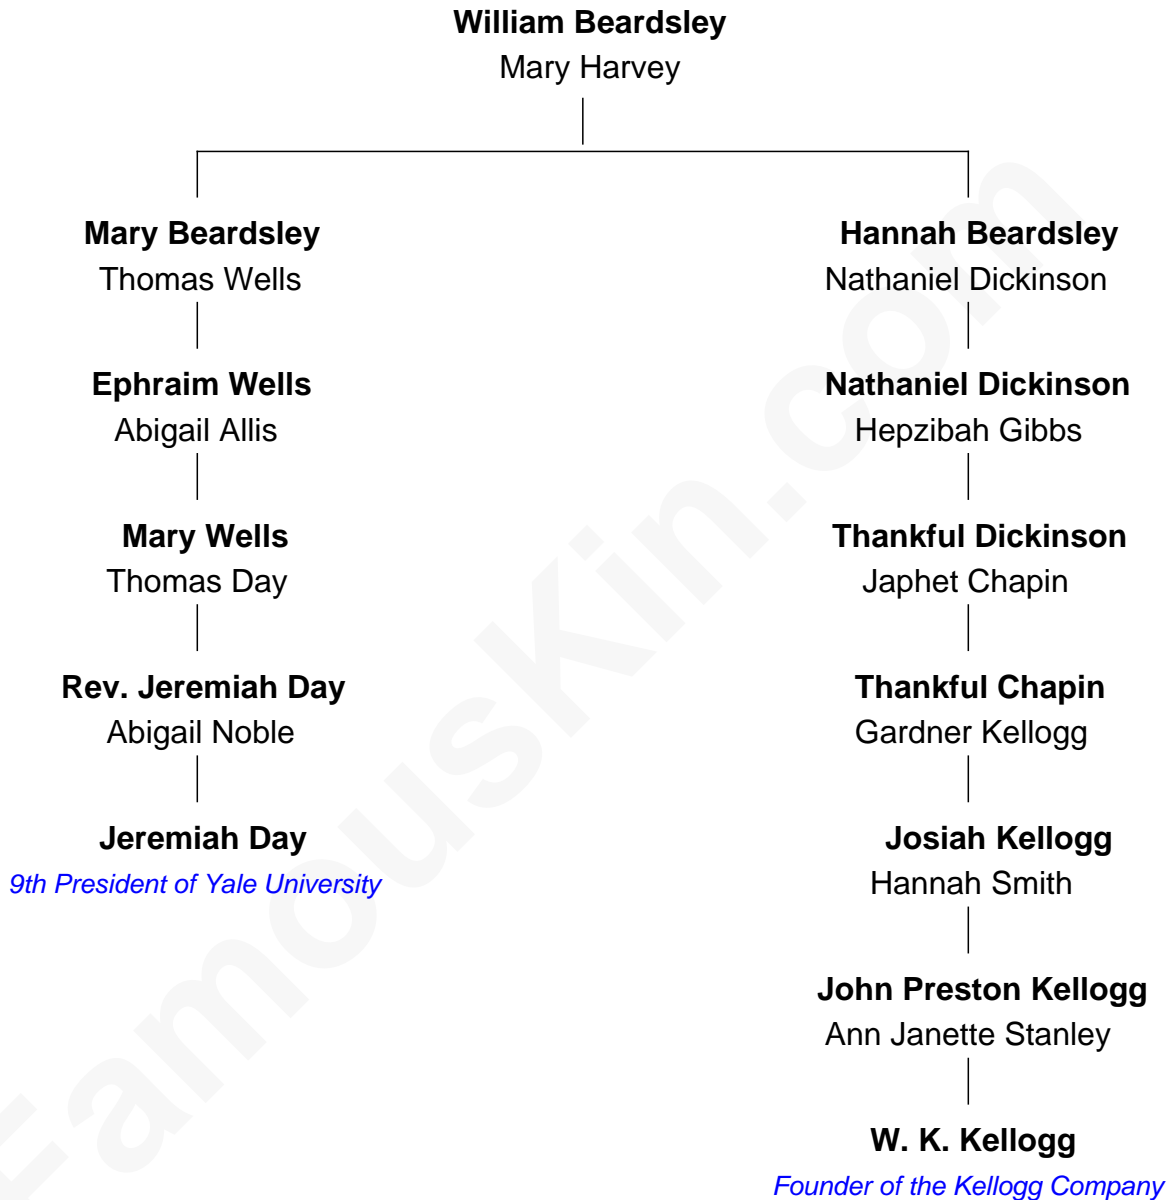 William Beardsley
Mary Harvey
Mary Beardsley
Thomas Wells
Hannah Beardsley
Nathaniel Dickinson
Ephraim Wells
Abigail Allis
Nathaniel Dickinson
Hepzibah Gibbs
Mary Wells
Thomas Day
Thankful Dickinson
Japhet Chapin
Rev. Jeremiah Day
Abigail Noble
Thankful Chapin
Gardner Kellogg
Jeremiah Day
9th President of Yale University
Josiah Kellogg
Hannah Smith
John Preston Kellogg
Ann Janette Stanley
W. K. Kellogg
Founder of the Kellogg Company
FamousKin.com